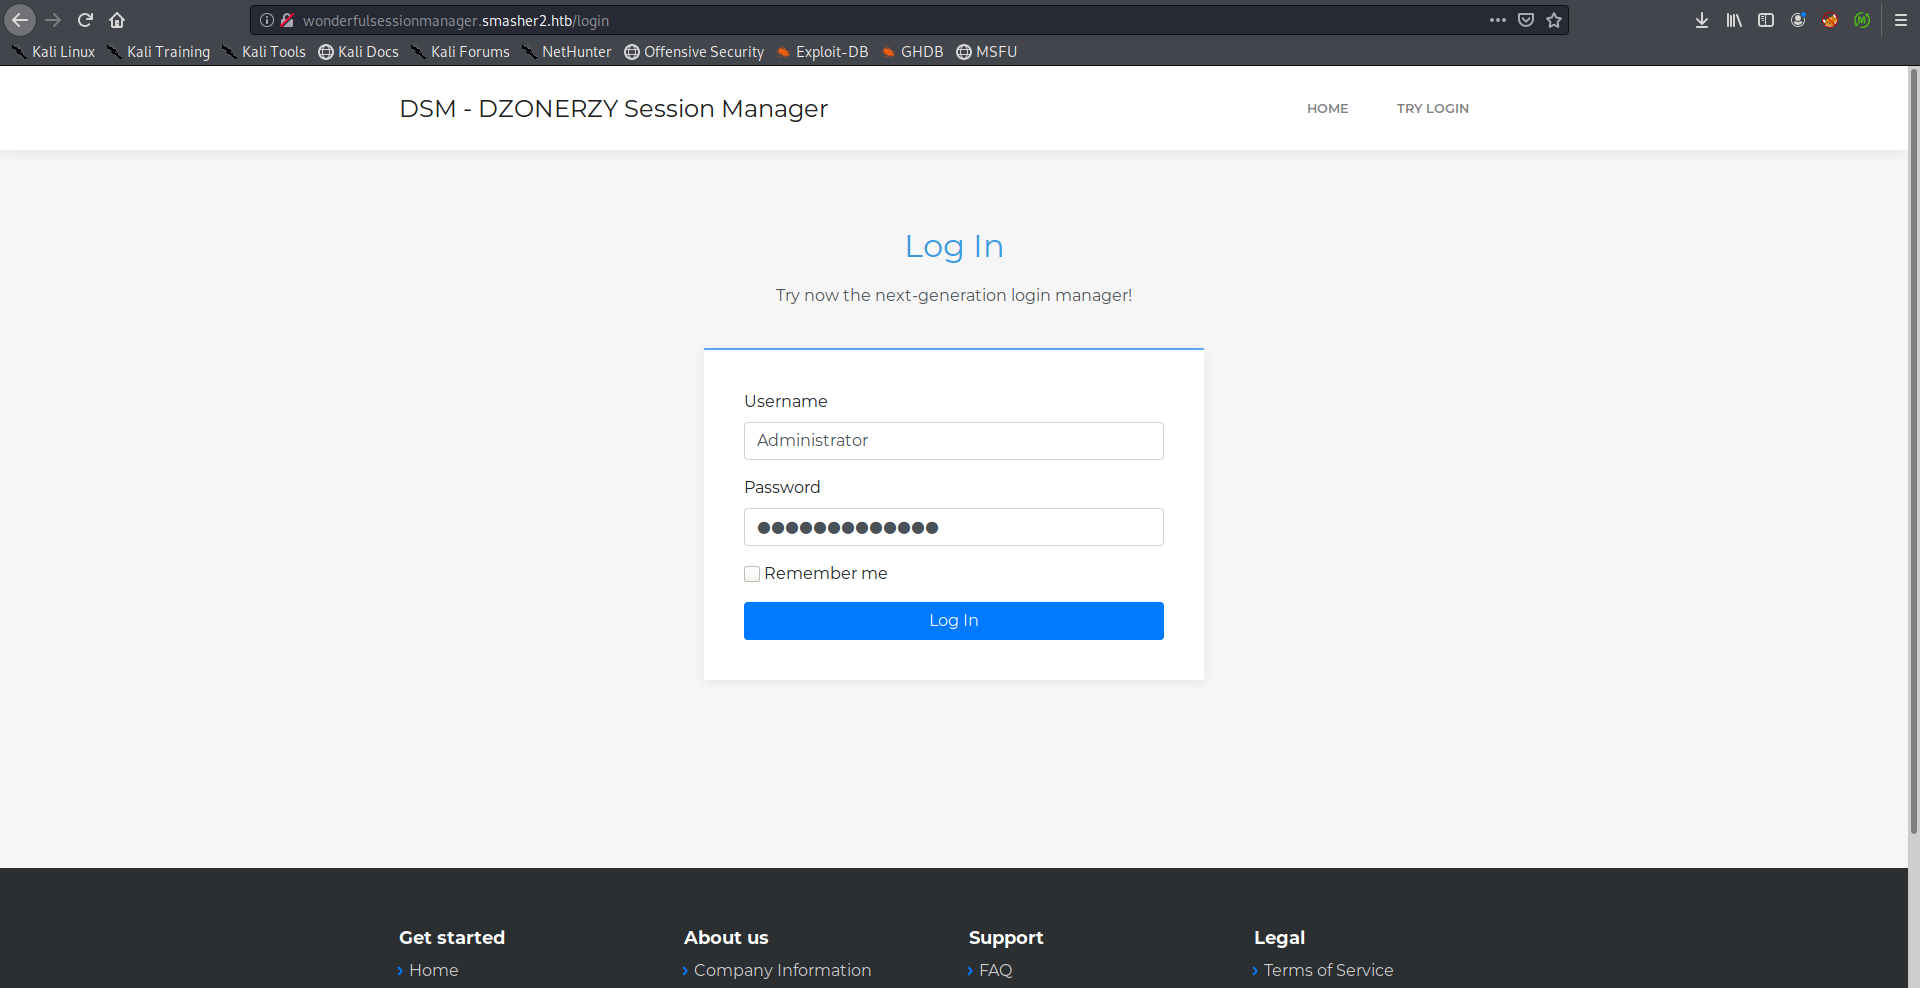 wonderfulsessionmanager.smasher2.htb/login
Kali Linux Kali Training Kali Tools Kali Docs Kali Forums NetHunter Offensive Security Exploit-DB GHDB MSFU
DSM - DZONERZY Session Manager HOME TRY LOGIN
Log In
Try now the next-generation login manager!
Username
Administrator
Password
●●●●●●●●●●●●●
Remember me
Log In
Get started About us Support Legal
Home Company Information FAQ Terms of Service